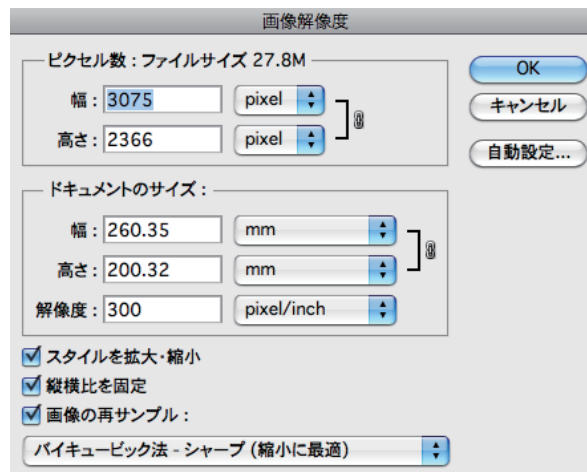 画像解像度
ピクセル数 : ファイルサイズ 27.8M
OK
幅 : 3075 pixel
キャンセル
高さ : 2366 pixel
自動設定...
ドキュメントのサイズ :
幅 : 260.35 mm
高さ : 200.32 mm
解像度 : 300 pixel/inch
スタイルを拡大・縮小
縦横比を固定
画像の再サンプル :
バイキュービック法 - シャープ (縮小に最適)